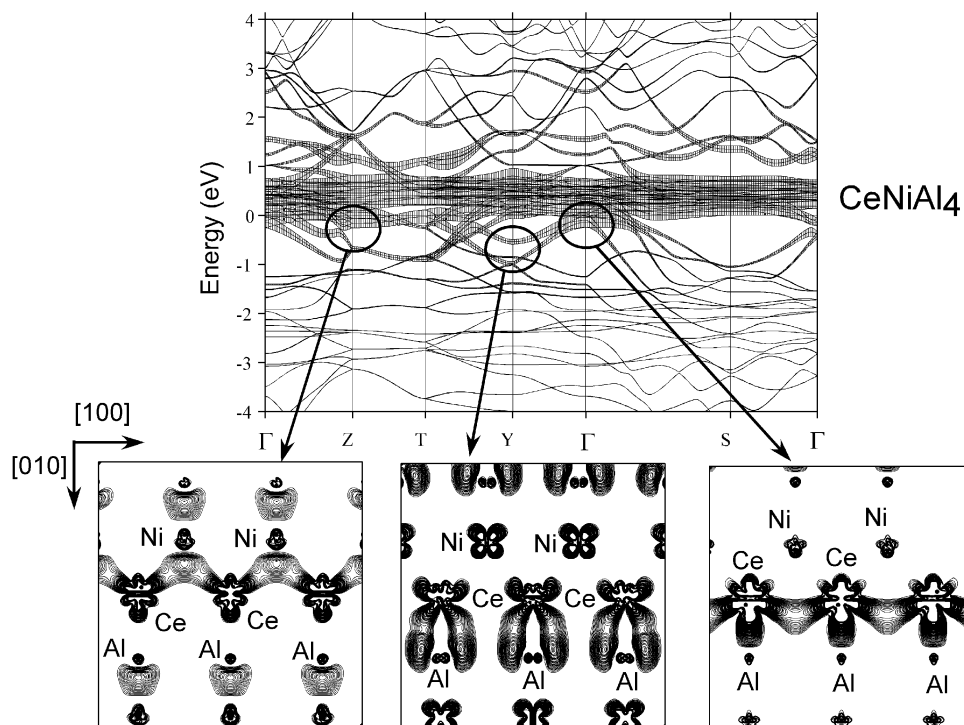 4
3
2
1
0
-1
-2
-3
-4
Energy (eV)
CeNiAl4
Γ Z T Y Γ S Γ
[100]
[010]
Ni Ni
Ce Ce
Al Al Al
Ni Ni
Ce Ce
Al Al Al
Ni Ni
Ce Ce
Al Al Al